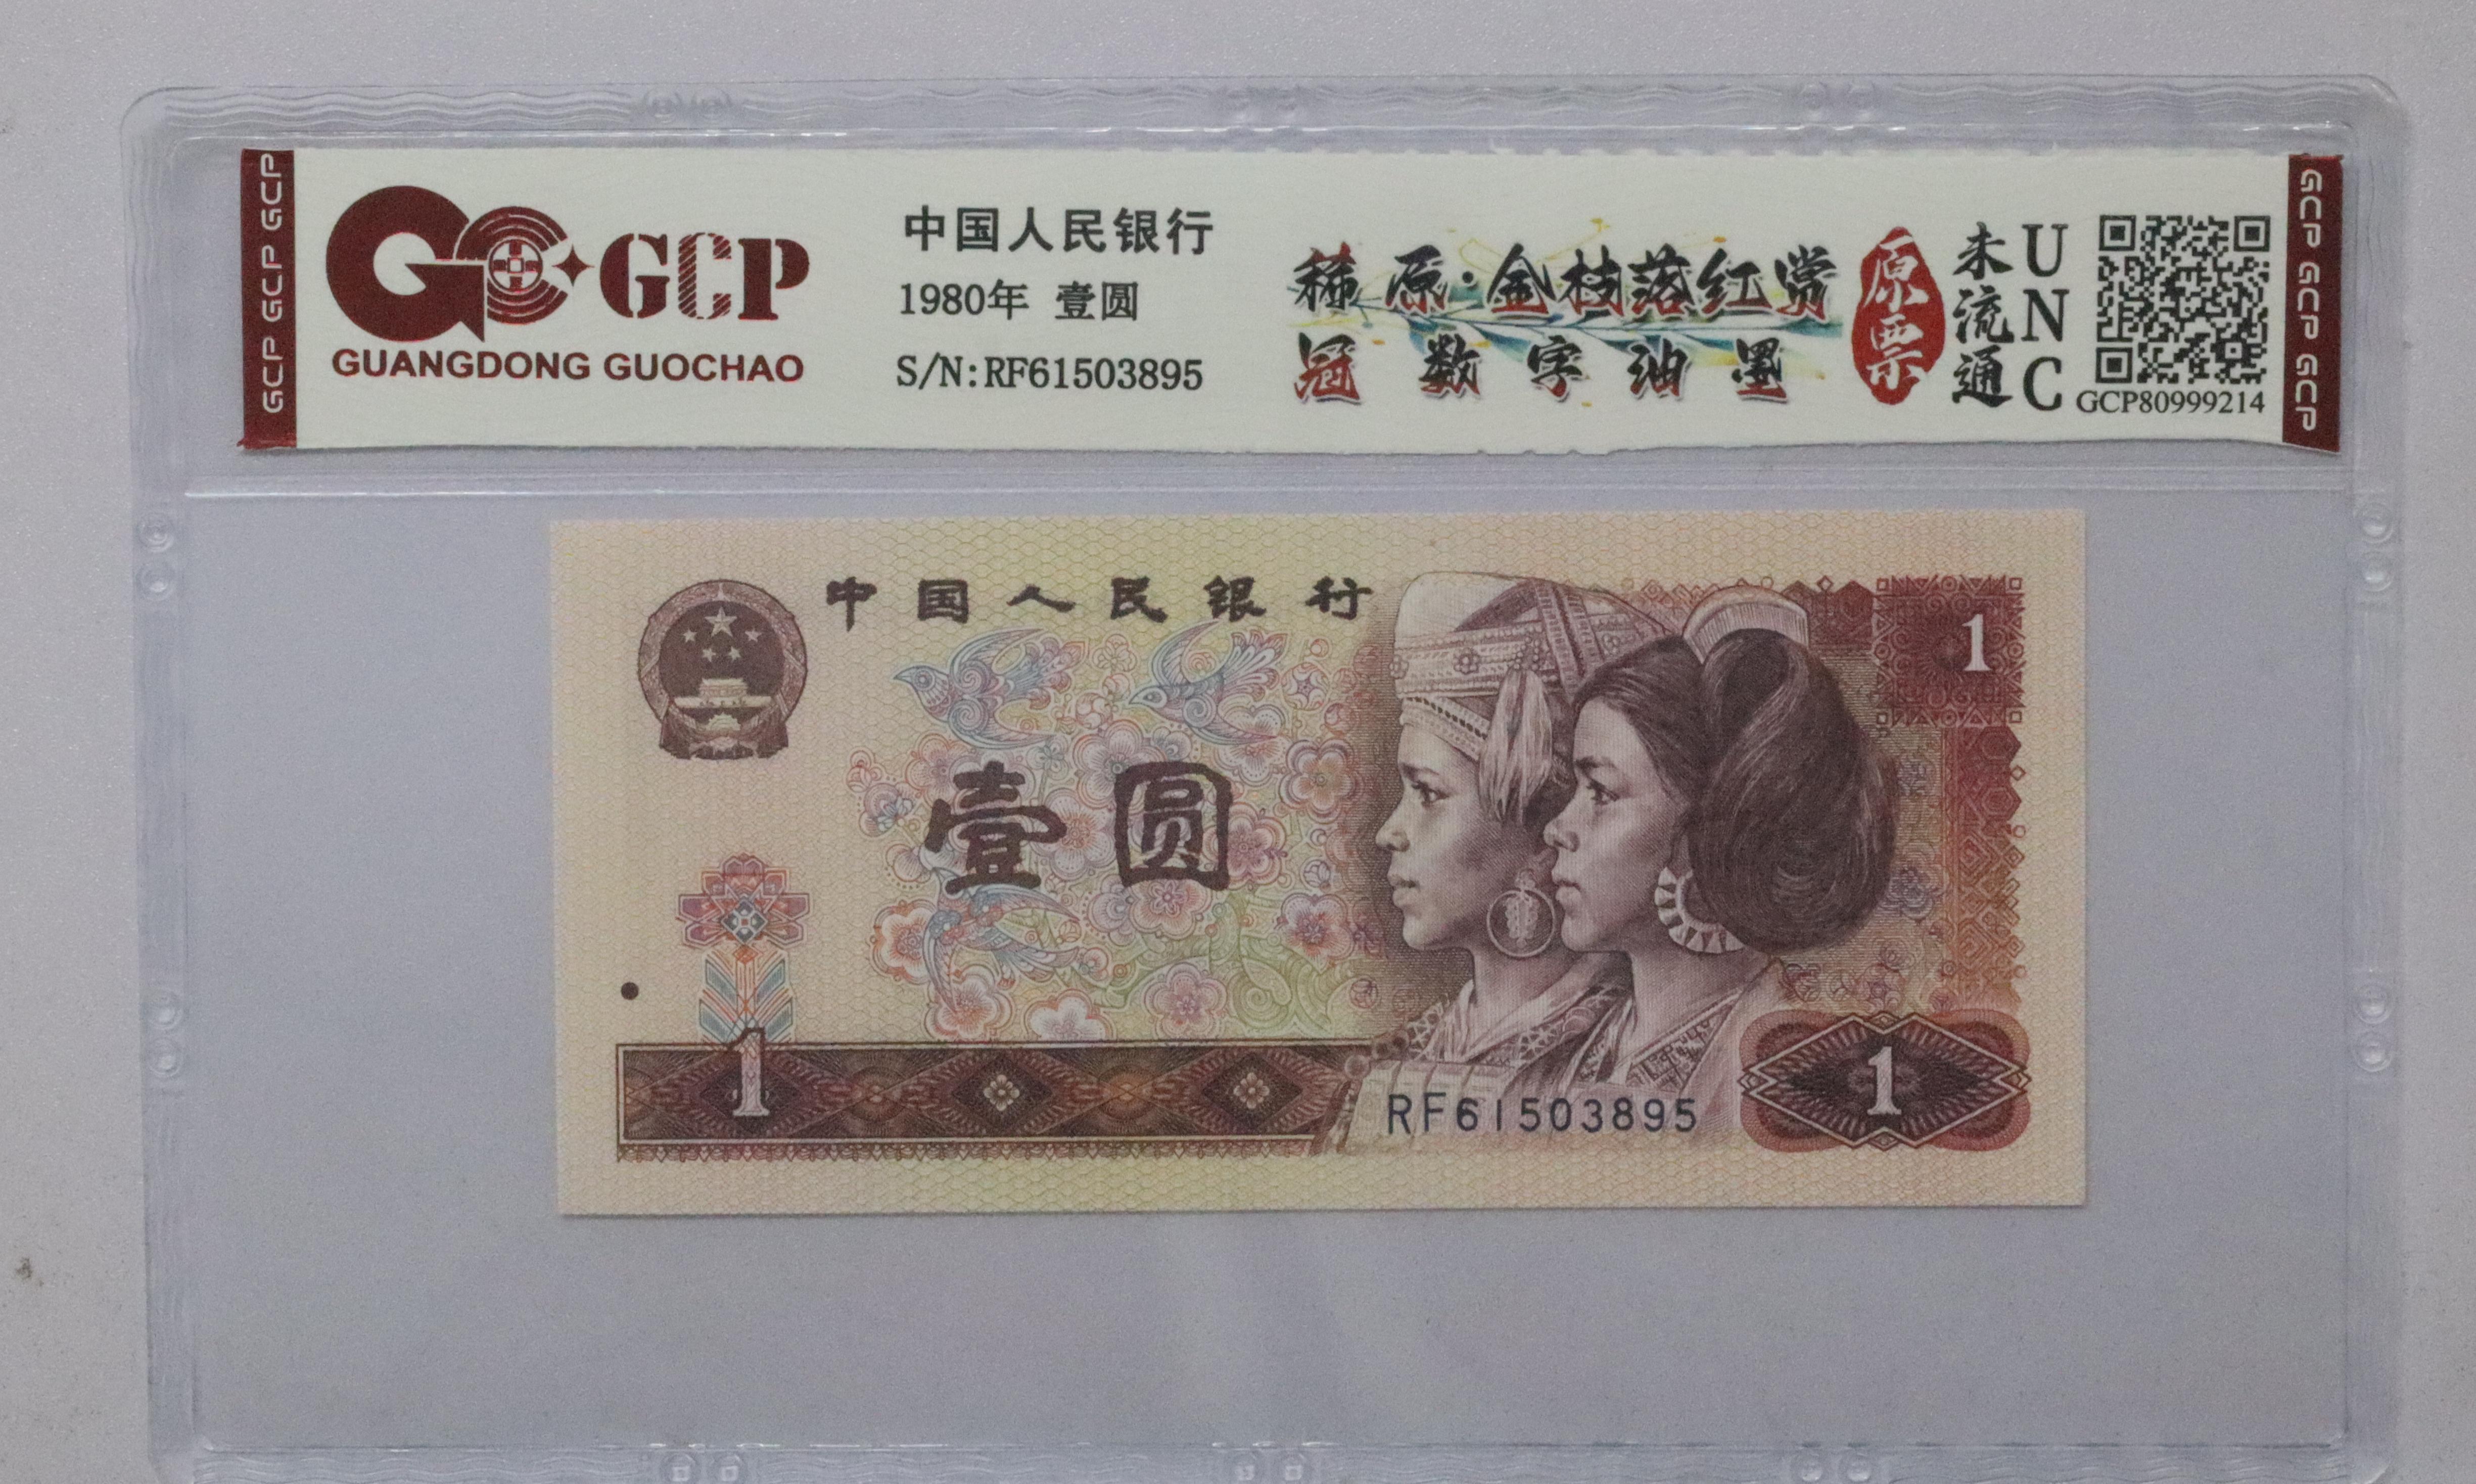 GCP GCP GCP
GCP
GUANGDONG GUOCHAO
中国人民银行
1980年 壹圆
S/N:RF61503895
稀原·金枝落红赏
冠数字油墨
原票
未流通
UNC
GCP80999214
GCP GCP GCP
中国人民银行
1
壹圆
1
RF61503895
1